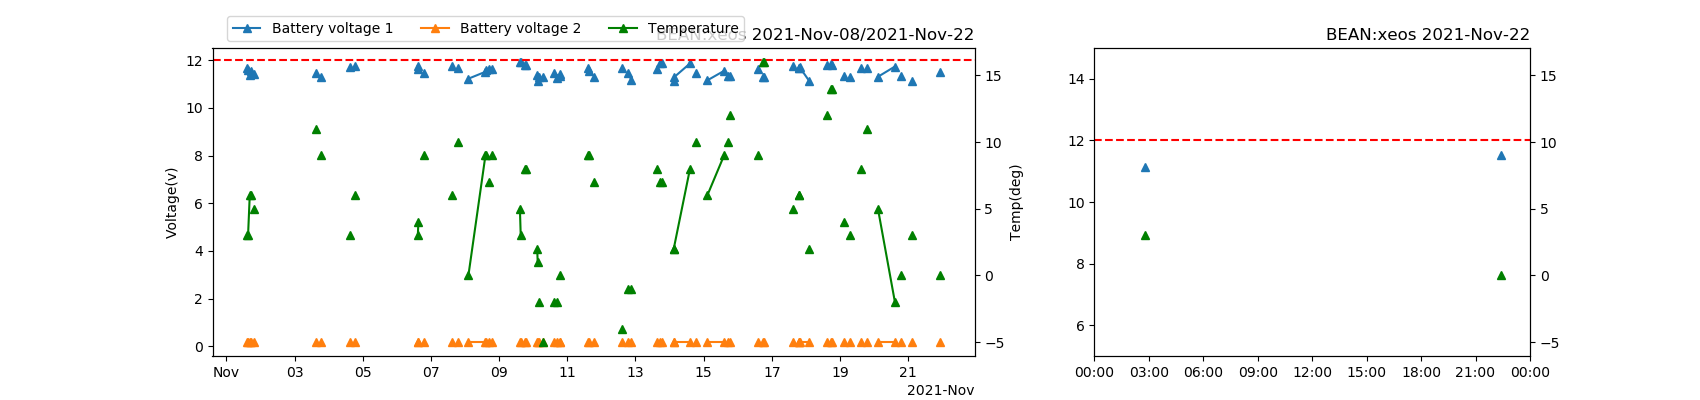 Battery voltage 1 Battery voltage 2 Temperature
BEAN:xeos 2021-Nov-08/2021-Nov-22
12
10
8
6
4
2
0
Voltage(v)
15
10
5
0
−5
Temp(deg)
Nov 03 05 07 09 11 13 15 17 19 21
2021-Nov
BEAN:xeos 2021-Nov-22
14
12
10
8
6
15
10
5
0
−5
00:00 03:00 06:00 09:00 12:00 15:00 18:00 21:00 00:00